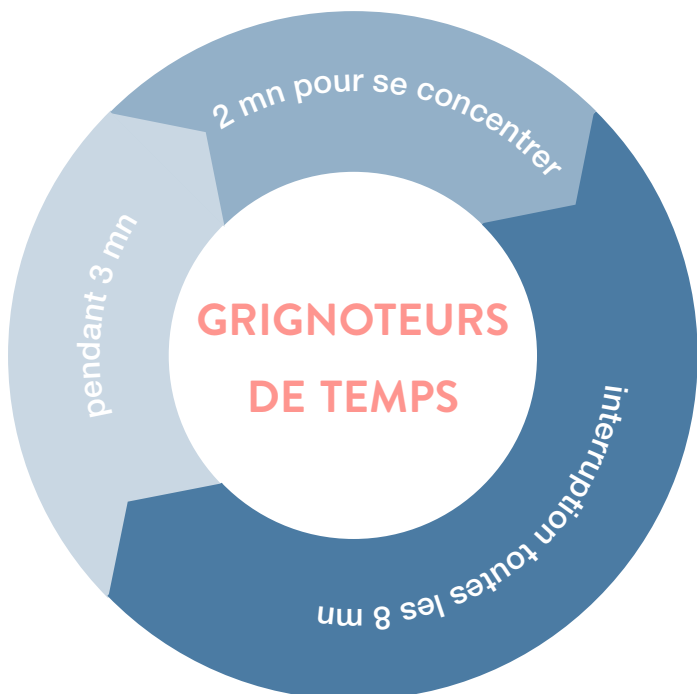 2 mn pour se concentrer
interruption toutes les 8 mn
pendant 3 mn
GRIGNOTEURS
DE TEMPS